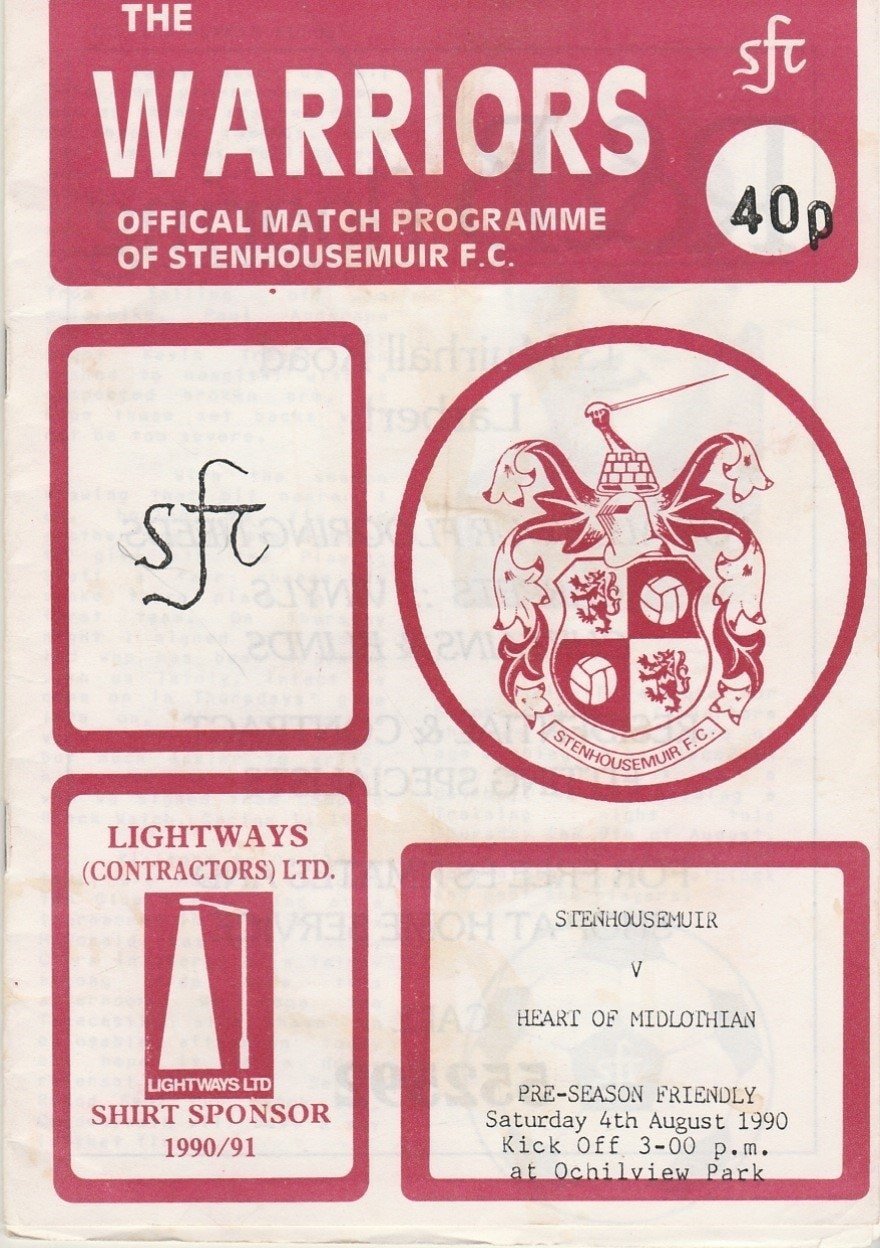 THE
WARRIORS
sfc
40p
OFFICAL MATCH PROGRAMME
OF STENHOUSEMUIR F.C.
sfc
STENHOUSEMUIR F.C.
LIGHTWAYS
(CONTRACTORS) LTD.
LIGHTWAYS LTD
SHIRT SPONSOR
1990/91
STENHOUSEMUIR
V
HEART OF MIDLOTHIAN
PRE-SEASON FRIENDLY
Saturday 4th August 1990
Kick Off 3-00 p.m.
at Ochilview Park